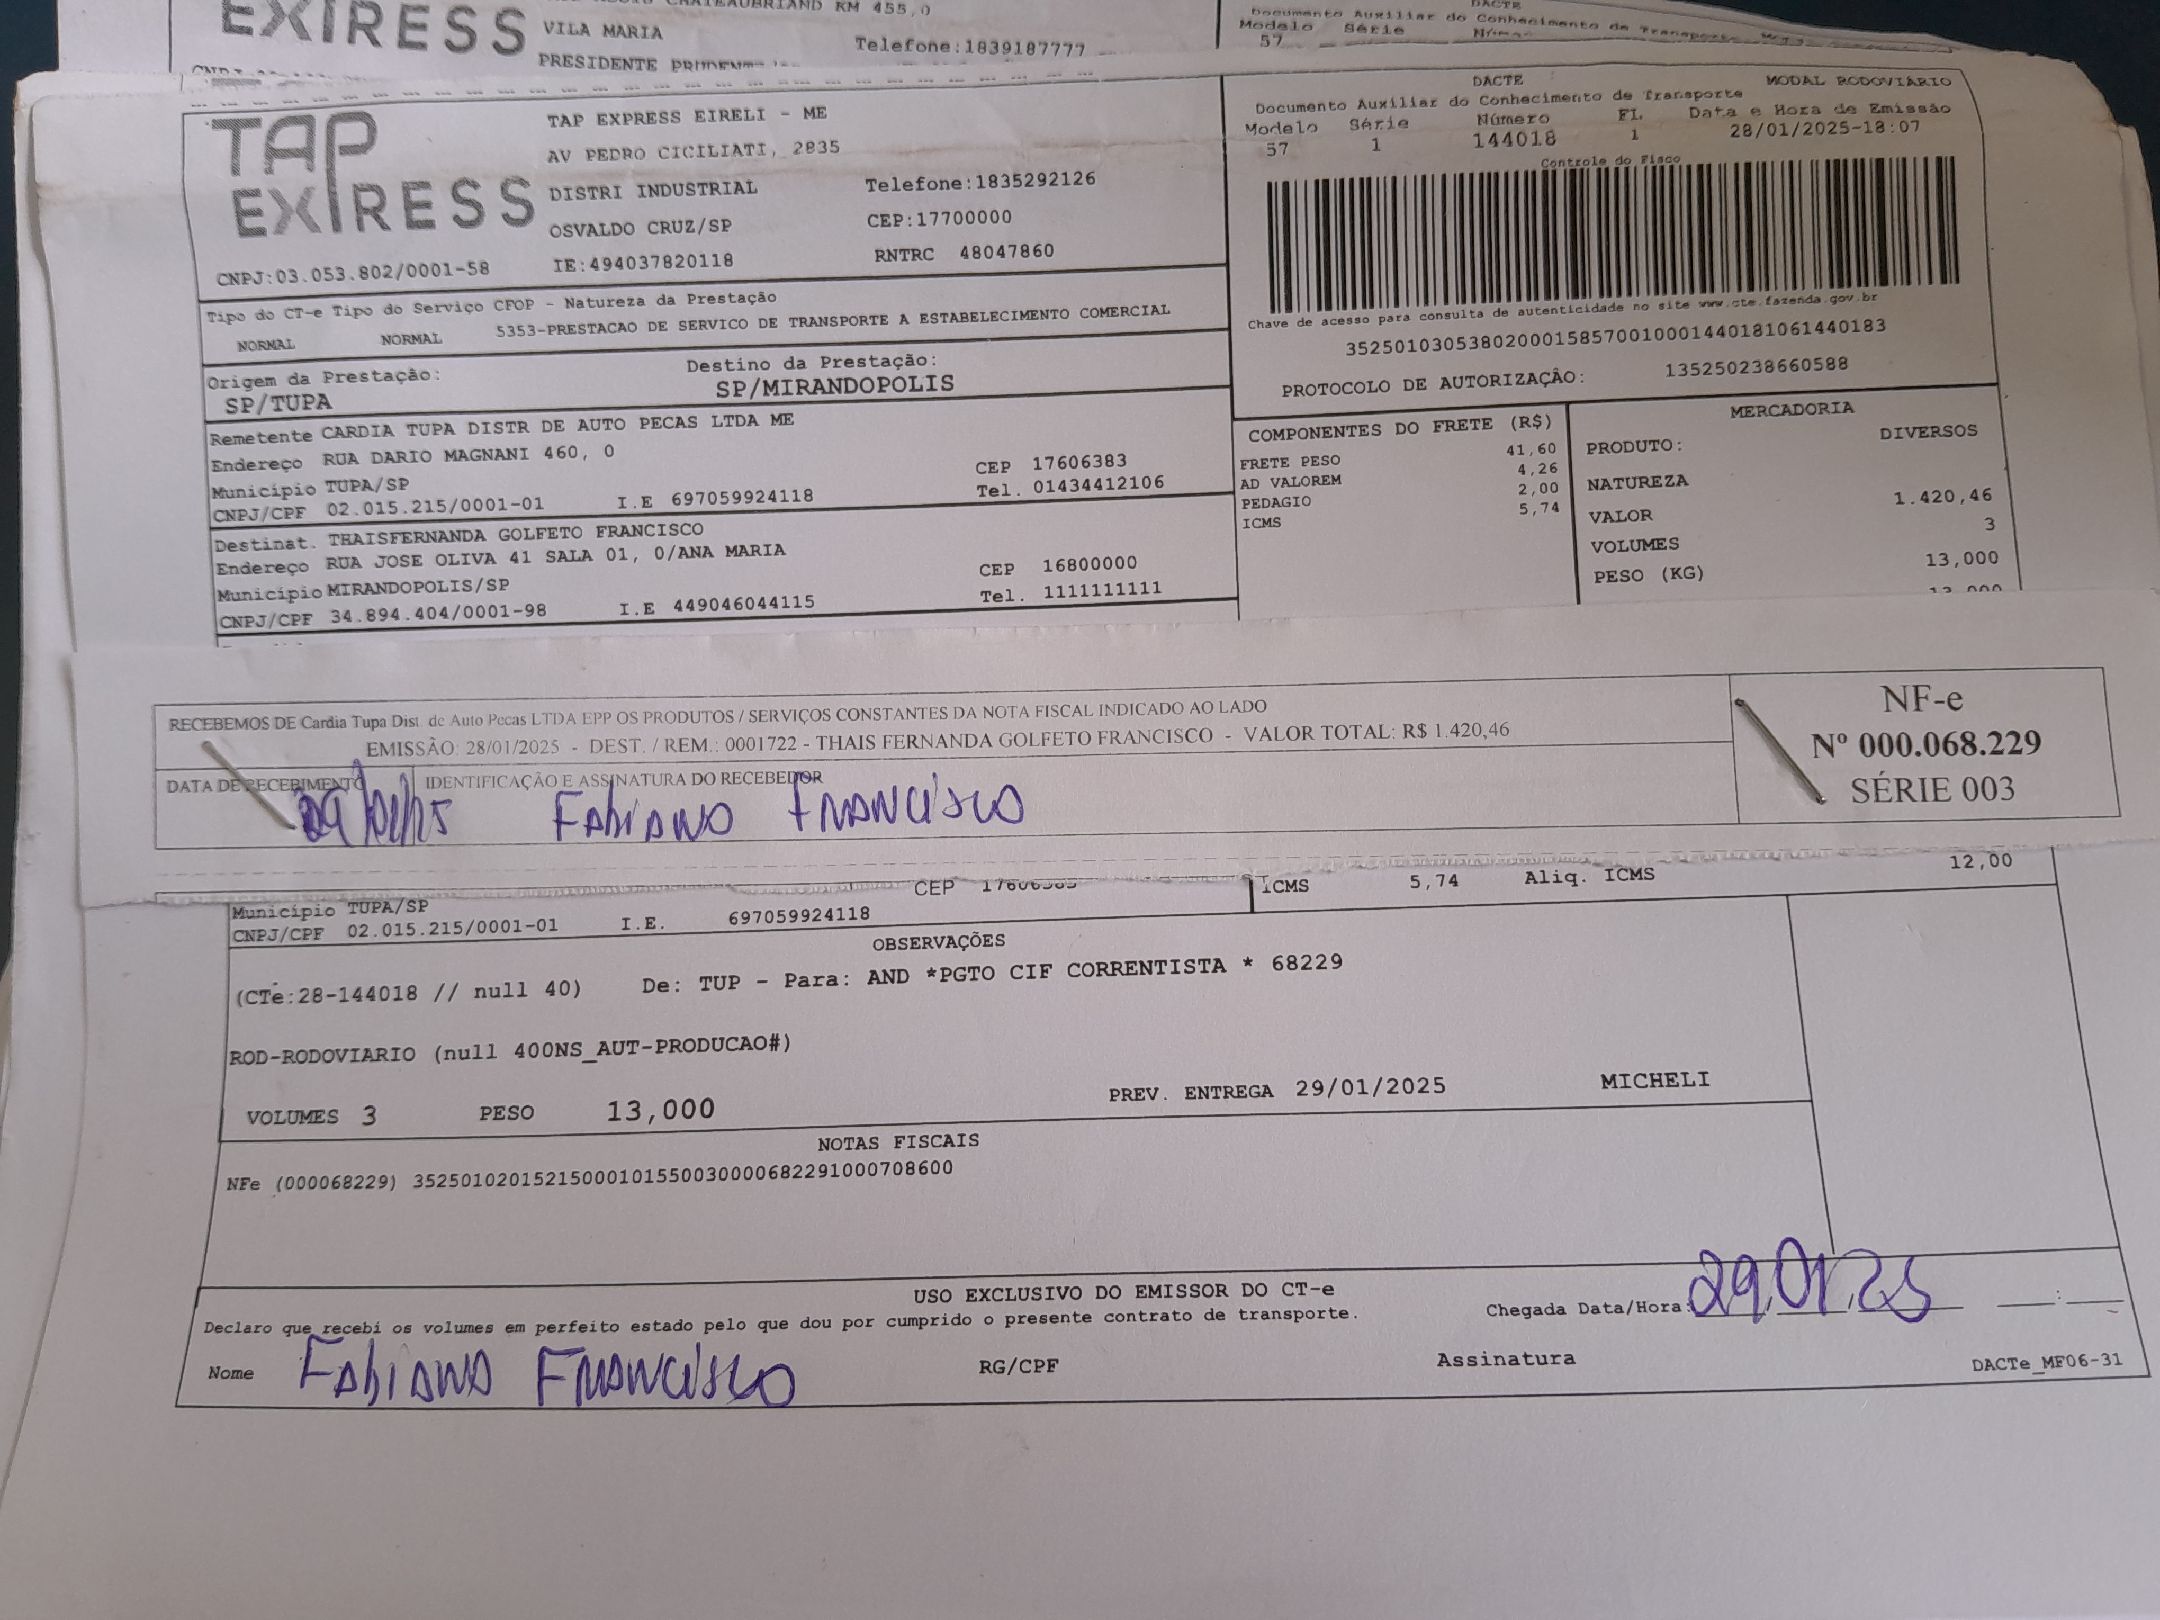 EXPRESS
CHATEAUBRIAND KM 455,0
VILA MARIA
Telefone:1839187777
PRESIDENTE PRUDENTE
DACTE
Documento Auxiliar do Conhecimento de Transporte
Modelo Série
57
TAP EXPRESS
TAP EXPRESS EIRELI - ME
AV PEDRO CICILIATI, 2835
DISTRI INDUSTRIAL Telefone:1835292126
OSVALDO CRUZ/SP CEP:17700000
CNPJ:03.053.802/0001-58 IE:494037820118 RNTRC 48047860
DACTE MODAL RODOVIÁRIO
Documento Auxiliar do Conhecimento de Transporte
Modelo Série Número FL Data e Hora de Emissão
57 1 144018 1 28/01/2025-18:07
Controle do Fisco
Chave de acesso para consulta de autenticidade no site www.cte.fazenda.gov.br
35250103053802000158570010001440181061440183
PROTOCOLO DE AUTORIZAÇÃO: 135250238660588
Tipo do CT-e Tipo do Serviço CFOP - Natureza da Prestação
NORMAL NORMAL 5353-PRESTACAO DE SERVICO DE TRANSPORTE A ESTABELECIMENTO COMERCIAL
Origem da Prestação: Destino da Prestação:
SP/TUPA SP/MIRANDOPOLIS
Remetente CARDIA TUPA DISTR DE AUTO PECAS LTDA ME
Endereço RUA DARIO MAGNANI 460, 0
Município TUPA/SP CEP 17606383
CNPJ/CPF 02.015.215/0001-01 I.E 697059924118 Tel. 01434412106
Destinat. THAISFERNANDA GOLFETO FRANCISCO
Endereço RUA JOSE OLIVA 41 SALA 01, 0/ANA MARIA
Município MIRANDOPOLIS/SP CEP 16800000
CNPJ/CPF 34.894.404/0001-98 I.E 449046044115 Tel. 1111111111
COMPONENTES DO FRETE (R$)
FRETE PESO 41,60
AD VALOREM 4,26
PEDAGIO 2,00
ICMS 5,74
MERCADORIA
PRODUTO: DIVERSOS
NATUREZA
VALOR 1.420,46
VOLUMES 3
PESO (KG) 13,000
13,000
RECEBEMOS DE Cardia Tupa Dist. de Auto Pecas LTDA EPP OS PRODUTOS / SERVIÇOS CONSTANTES DA NOTA FISCAL INDICADO AO LADO
EMISSÃO: 28/01/2025 - DEST. / REM.: 0001722 - THAIS FERNANDA GOLFETO FRANCISCO - VALOR TOTAL: R$ 1.420,46
DATA DE RECEBIMENTO IDENTIFICAÇÃO E ASSINATURA DO RECEBEDOR
29/01/25 Fabiano Francisco
NF-e
Nº 000.068.229
SÉRIE 003
CEP 17606383 ICMS 5,74 Aliq. ICMS 12,00
Município TUPA/SP
CNPJ/CPF 02.015.215/0001-01 I.E. 697059924118
OBSERVAÇÕES
(CTe:28-144018 // null 40) De: TUP - Para: AND *PGTO CIF CORRENTISTA * 68229
ROD-RODOVIARIO (null 400NS_AUT-PRODUCAO#)
VOLUMES 3 PESO 13,000 PREV. ENTREGA 29/01/2025 MICHELI
NOTAS FISCAIS
NFe (000068229) 35250102015215000101550030000682291000708600
USO EXCLUSIVO DO EMISSOR DO CT-e
Declaro que recebi os volumes em perfeito estado pelo que dou por cumprido o presente contrato de transporte. Chegada Data/Hora: 29/01/25
Nome Fabiano Francisco RG/CPF Assinatura DACTe_MF06-31